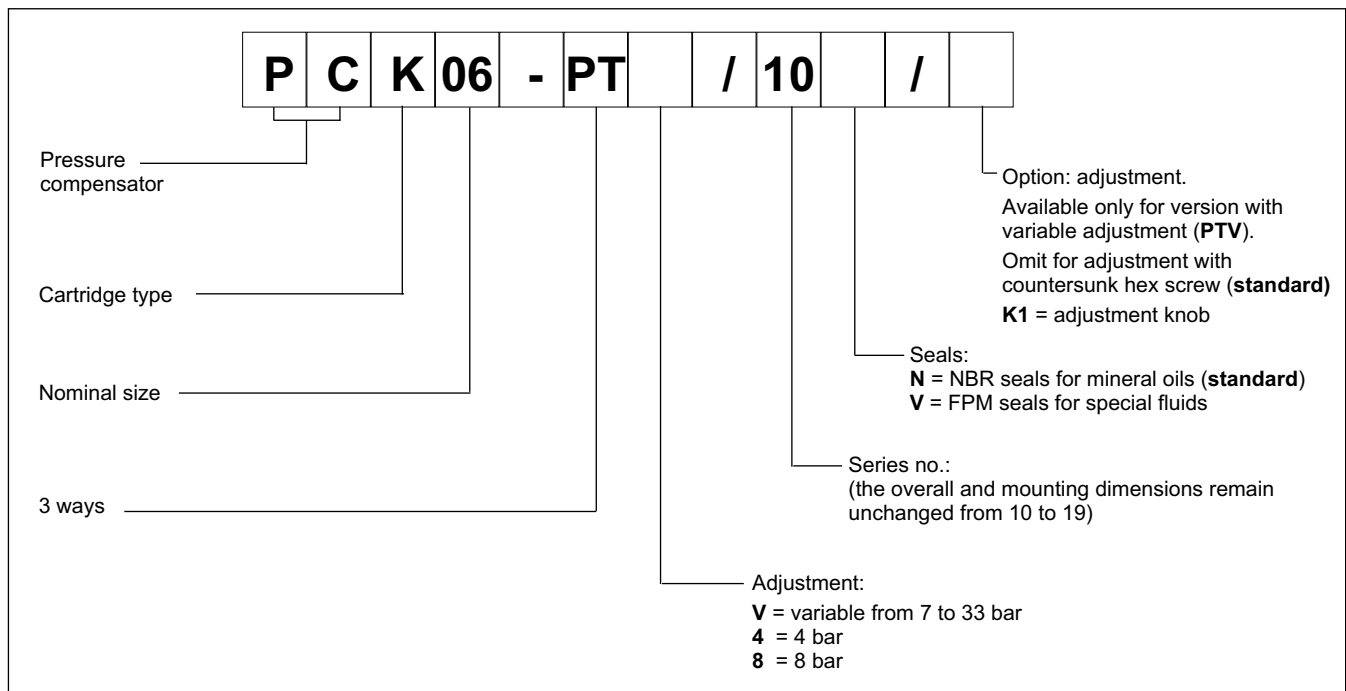 P C K 06 - PT / 10 /
Pressure
compensator
Cartridge type
Nominal size
3 ways
Option: adjustment.
Available only for version with
variable adjustment (PTV).
Omit for adjustment with
countersunk hex screw (standard)
K1 = adjustment knob
Seals:
N = NBR seals for mineral oils (standard)
V = FPM seals for special fluids
Series no.:
(the overall and mounting dimensions remain
unchanged from 10 to 19)
Adjustment:
V = variable from 7 to 33 bar
4 = 4 bar
8 = 8 bar